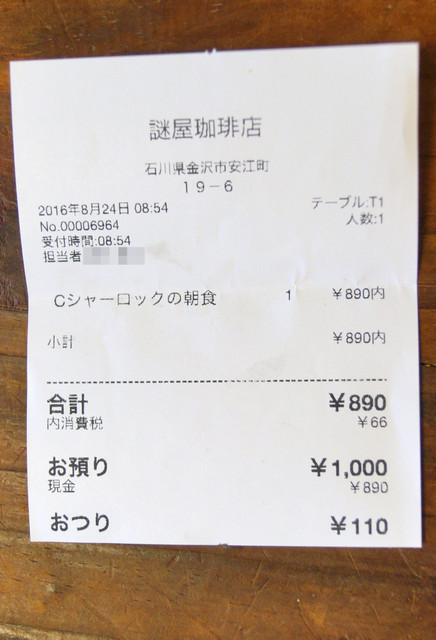 謎屋珈琲店
石川県金沢市安江町
19-6
2016年8月24日 08:54 テーブル:T1
No.00006964 人数:1
受付時間:08:54
担当者
Cシャーロックの朝食 1 ¥890内
小計 ¥890内
合計 ¥890
内消費税 ¥66
お預り ¥1,000
現金 ¥890
おつり ¥110